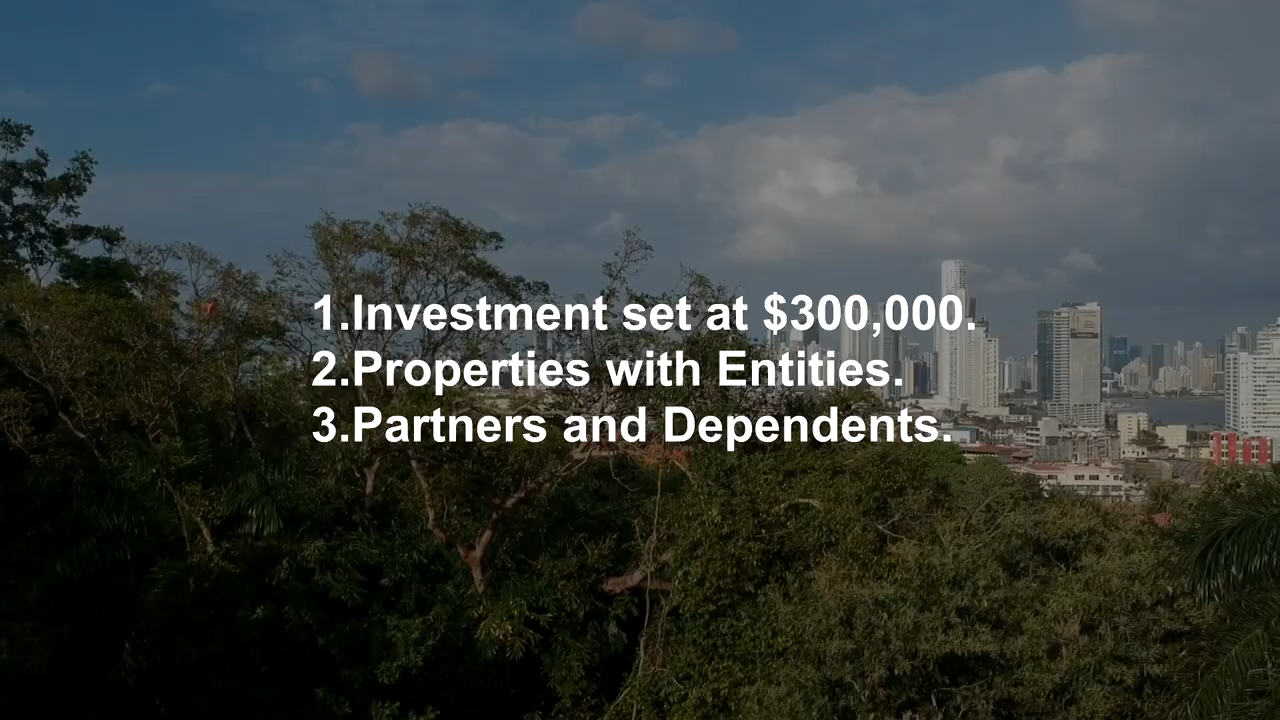 1.Investment set at $300,000.
2.Properties with Entities.
3.Partners and Dependents.